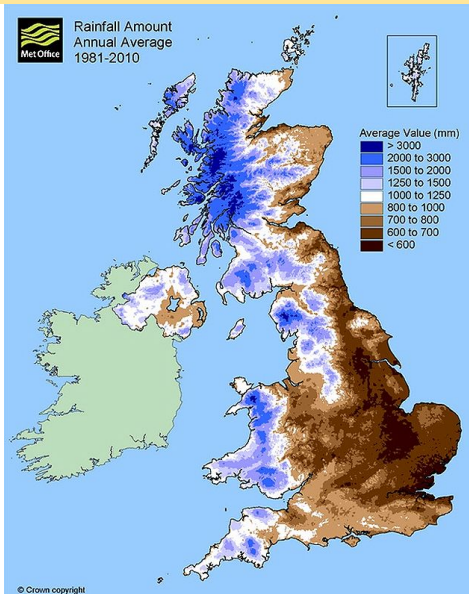 Met Office
Rainfall Amount
Annual Average
1981-2010
Average Value (mm)
> 3000
2000 to 3000
1500 to 2000
1250 to 1500
1000 to 1250
800 to 1000
700 to 800
600 to 700
< 600
© Crown copyright